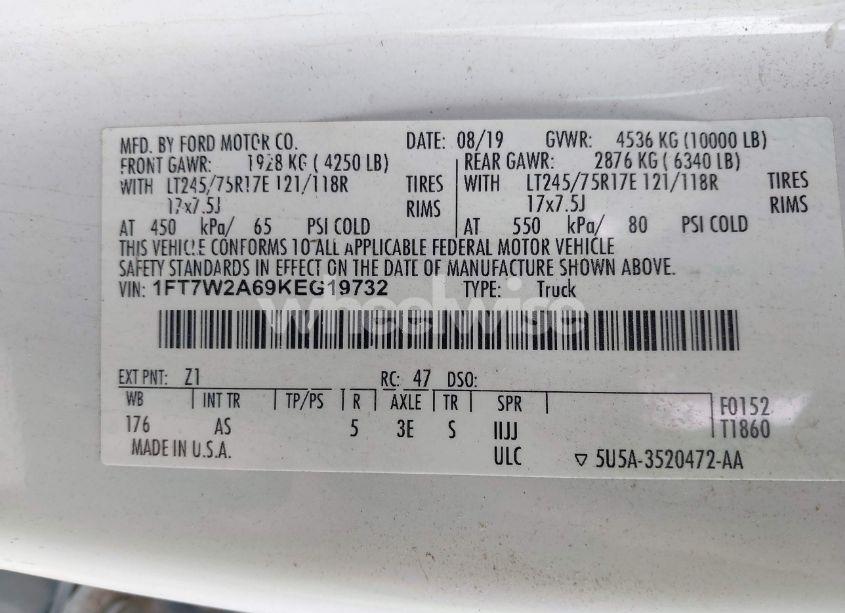 MFD. BY FORD MOTOR CO. DATE: 08/19 GVWR: 4536 KG (10000 LB)
FRONT GAWR: 1928 KG ( 4250 LB) REAR GAWR: 2876 KG ( 6340 LB)
WITH LT245/75R17E 121/118R TIRES WITH LT245/75R17E 121/118R TIRES
17x7.5J RIMS 17x7.5J RIMS
AT 450 kPa/ 65 PSI COLD AT 550 kPa/ 80 PSI COLD
THIS VEHICLE CONFORMS TO ALL APPLICABLE FEDERAL MOTOR VEHICLE
SAFETY STANDARDS IN EFFECT ON THE DATE OF MANUFACTURE SHOWN ABOVE.
VIN: 1FT7W2A69KEG19732 TYPE: Truck
wheelwise
EXT PNT: Z1 RC: 47 DSO:
WB INT TR TP/PS R AXLE TR SPR F0152
176 AS 5 3E S IIJJ T1860
MADE IN U.S.A. ULC 5U5A-3520472-AA